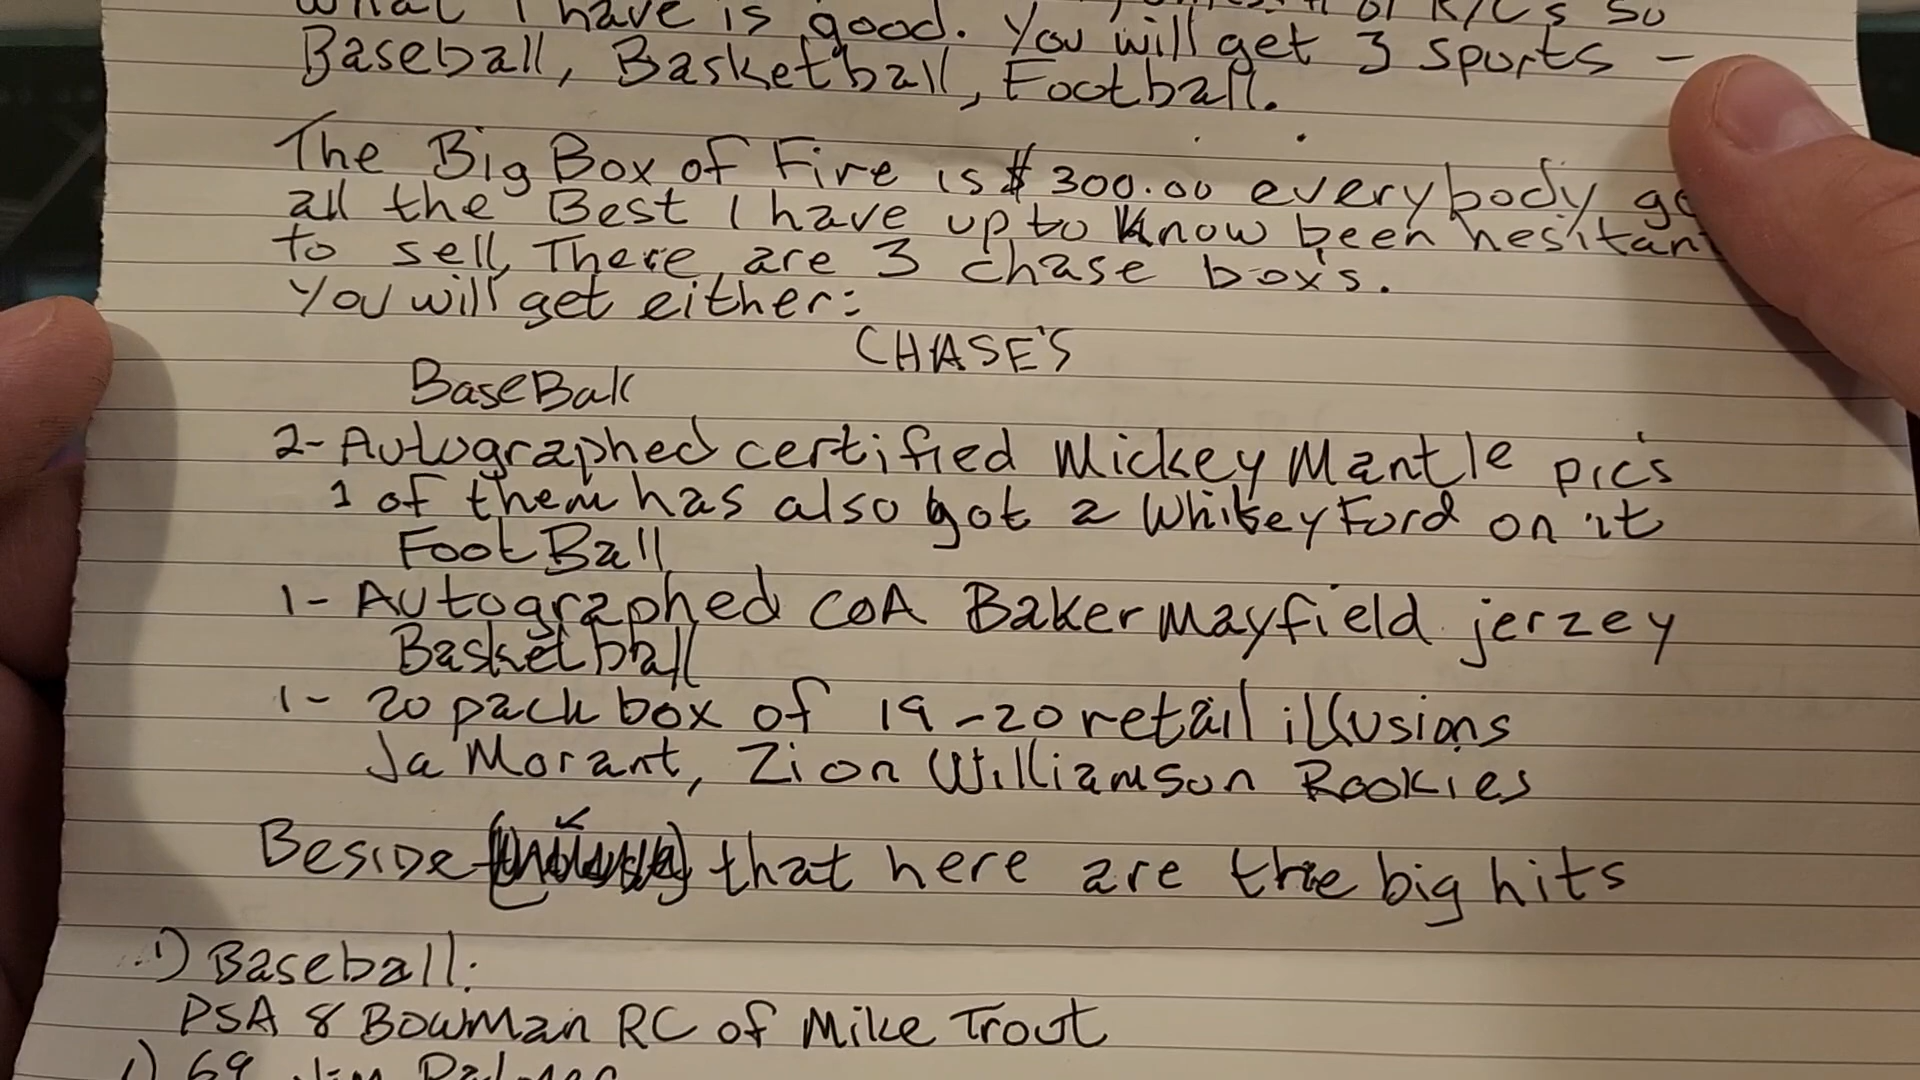 what I have is good. You will get 3 sports -
Baseball, Basketball, Football.
The Big Box of Fire is $300.00 everybody
all the Best I have up to Know been hesitan
to sell, There are 3 chase box's.
You will get either:
CHASE'S
BaseBall
2- Autographed certified Mickey Mantle pic's
1 of them has also got a Whitey Ford on it
FootBall
1- Autographed COA Baker Mayfield jerzey
Basketball
1- 20 pack box of 19-20 retail illusions
Ja Morant, Zion Williamson Rookies
Beside that here are the big hits
1) Baseball:
PSA 8 Bowman RC of Mike Trout
1) 69 Jim Palmer